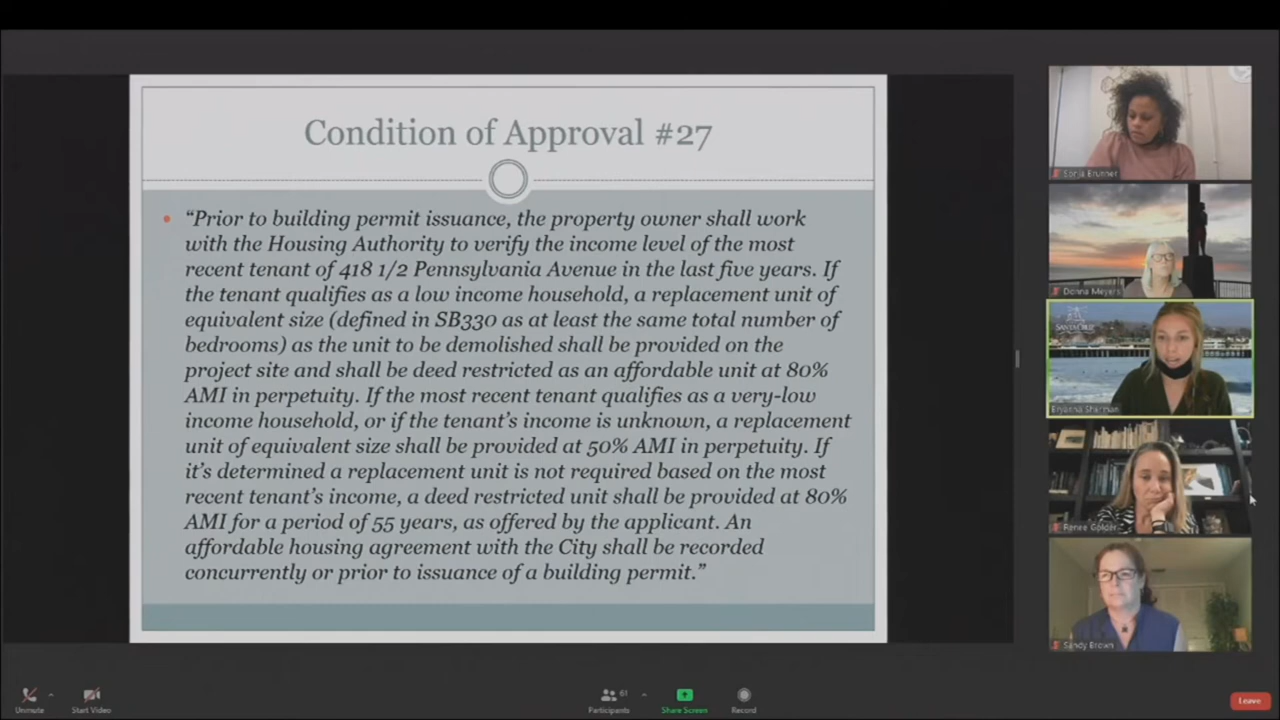 Condition of Approval #27
• “Prior to building permit issuance, the property owner shall work
with the Housing Authority to verify the income level of the most
recent tenant of 418 1/2 Pennsylvania Avenue in the last five years. If
the tenant qualifies as a low income household, a replacement unit of
equivalent size (defined in SB330 as at least the same total number of
bedrooms) as the unit to be demolished shall be provided on the
project site and shall be deed restricted as an affordable unit at 80%
AMI in perpetuity. If the most recent tenant qualifies as a very-low
income household, or if the tenant’s income is unknown, a replacement
unit of equivalent size shall be provided at 50% AMI in perpetuity. If
it’s determined a replacement unit is not required based on the most
recent tenant’s income, a deed restricted unit shall be provided at 80%
AMI for a period of 55 years, as offered by the applicant. An
affordable housing agreement with the City shall be recorded
concurrently or prior to issuance of a building permit.”
Sonja Brunner
Donna Meyers
SANTA CRUZ
Bryanna Sherman
Renee Golder
Sandy Brown
Unmute
Start Video
61
Participants
Share Screen
Record
Leave